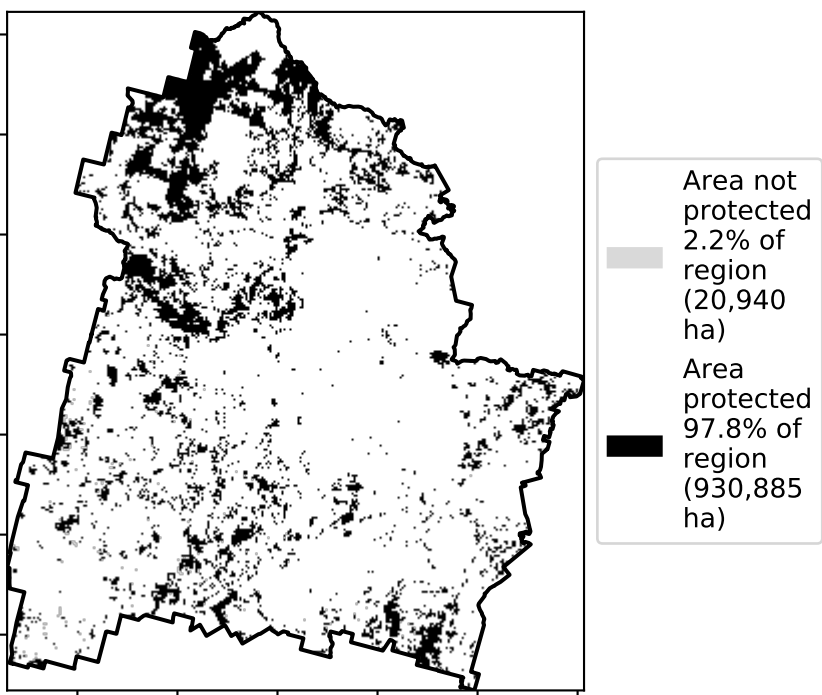 Area not
protected
2.2% of
region
(20,940
ha)
Area
protected
97.8% of
region
(930,885
ha)